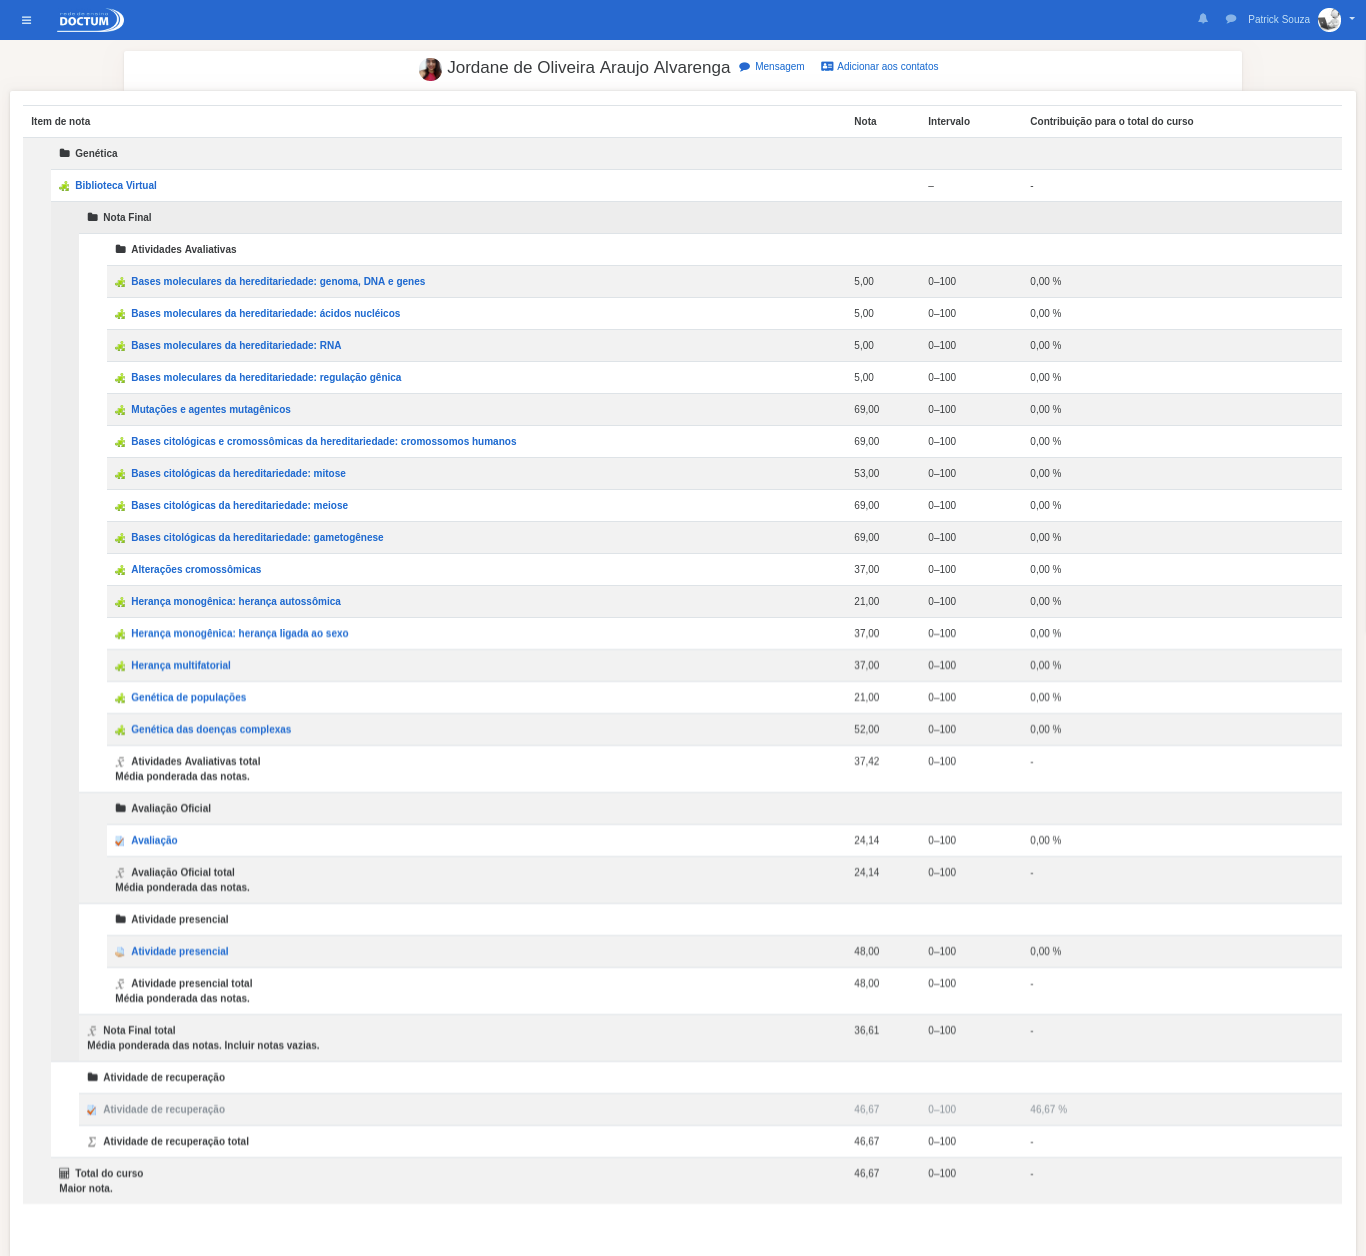 rede de ensino
DOCTUM
Patrick Souza
Jordane de Oliveira Araujo Alvarenga Mensagem Adicionar aos contatos
Item de nota Nota Intervalo Contribuição para o total do curso
Genética
Biblioteca Virtual – -
Nota Final
Atividades Avaliativas
Bases moleculares da hereditariedade: genoma, DNA e genes 5,00 0–100 0,00 %
Bases moleculares da hereditariedade: ácidos nucléicos 5,00 0–100 0,00 %
Bases moleculares da hereditariedade: RNA 5,00 0–100 0,00 %
Bases moleculares da hereditariedade: regulação gênica 5,00 0–100 0,00 %
Mutações e agentes mutagênicos 69,00 0–100 0,00 %
Bases citológicas e cromossômicas da hereditariedade: cromossomos humanos 69,00 0–100 0,00 %
Bases citológicas da hereditariedade: mitose 53,00 0–100 0,00 %
Bases citológicas da hereditariedade: meiose 69,00 0–100 0,00 %
Bases citológicas da hereditariedade: gametogênese 69,00 0–100 0,00 %
Alterações cromossômicas 37,00 0–100 0,00 %
Herança monogênica: herança autossômica 21,00 0–100 0,00 %
Herança monogênica: herança ligada ao sexo 37,00 0–100 0,00 %
Herança multifatorial 37,00 0–100 0,00 %
Genética de populações 21,00 0–100 0,00 %
Genética das doenças complexas 52,00 0–100 0,00 %
Atividades Avaliativas total 37,42 0–100 -
Média ponderada das notas.
Avaliação Oficial
Avaliação 24,14 0–100 0,00 %
Avaliação Oficial total 24,14 0–100 -
Média ponderada das notas.
Atividade presencial
Atividade presencial 48,00 0–100 0,00 %
Atividade presencial total 48,00 0–100 -
Média ponderada das notas.
Nota Final total 36,61 0–100 -
Média ponderada das notas. Incluir notas vazias.
Atividade de recuperação
Atividade de recuperação 46,67 0–100 46,67 %
Atividade de recuperação total 46,67 0–100 -
Total do curso 46,67 0–100 -
Maior nota.